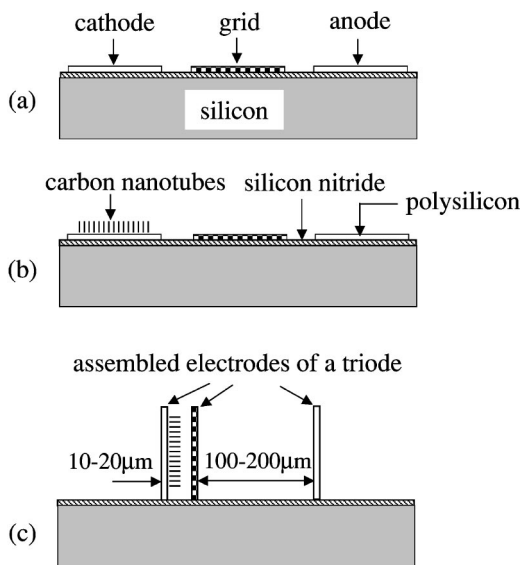 cathode grid anode
(a)
silicon
carbon nanotubes silicon nitride
polysilicon
(b)
assembled electrodes of a triode
10-20μm 100-200μm
(c)